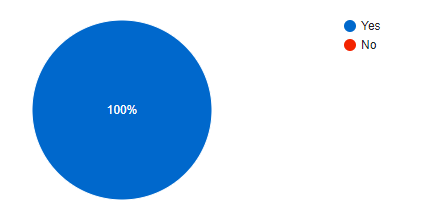 Yes
No
100%